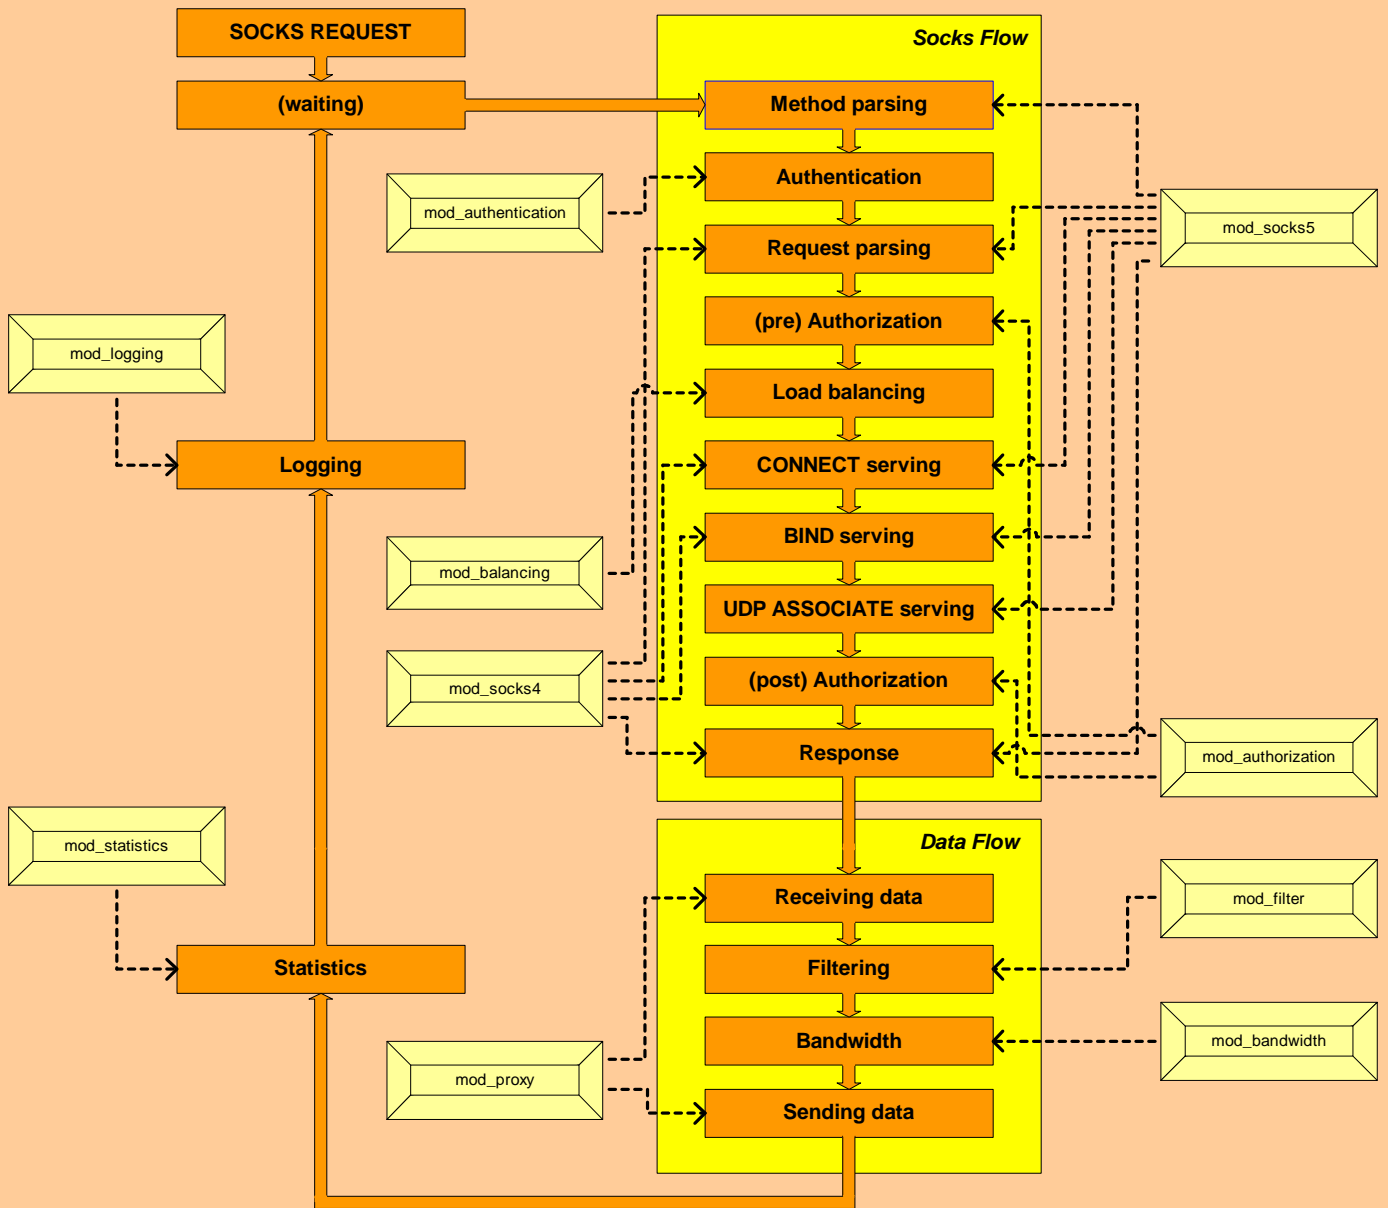 SOCKS REQUEST
(waiting)
Socks Flow
Method parsing
Authentication
mod_authentication
mod_socks5
Request parsing
(pre) Authorization
mod_logging
Load balancing
Logging
CONNECT serving
BIND serving
mod_balancing
UDP ASSOCIATE serving
(post) Authorization
mod_socks4
Response
mod_authorization
Data Flow
mod_statistics
Receiving data
mod_filter
Statistics
Filtering
Bandwidth
mod_bandwidth
mod_proxy
Sending data